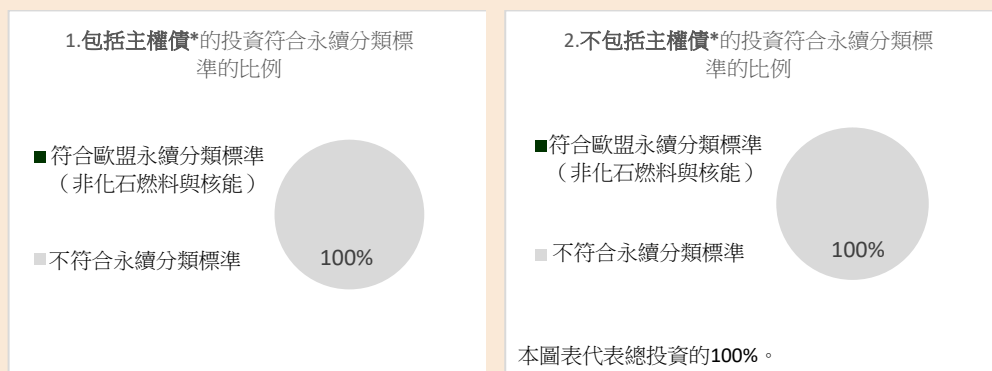 1.包括主權債*的投資符合永續分類標
準的比例
符合歐盟永續分類標準
（非化石燃料與核能）
不符合永續分類標準
100%
2.不包括主權債*的投資符合永續分類標
準的比例
符合歐盟永續分類標準
（非化石燃料與核能）
不符合永續分類標準
100%
本圖表代表總投資的100%。